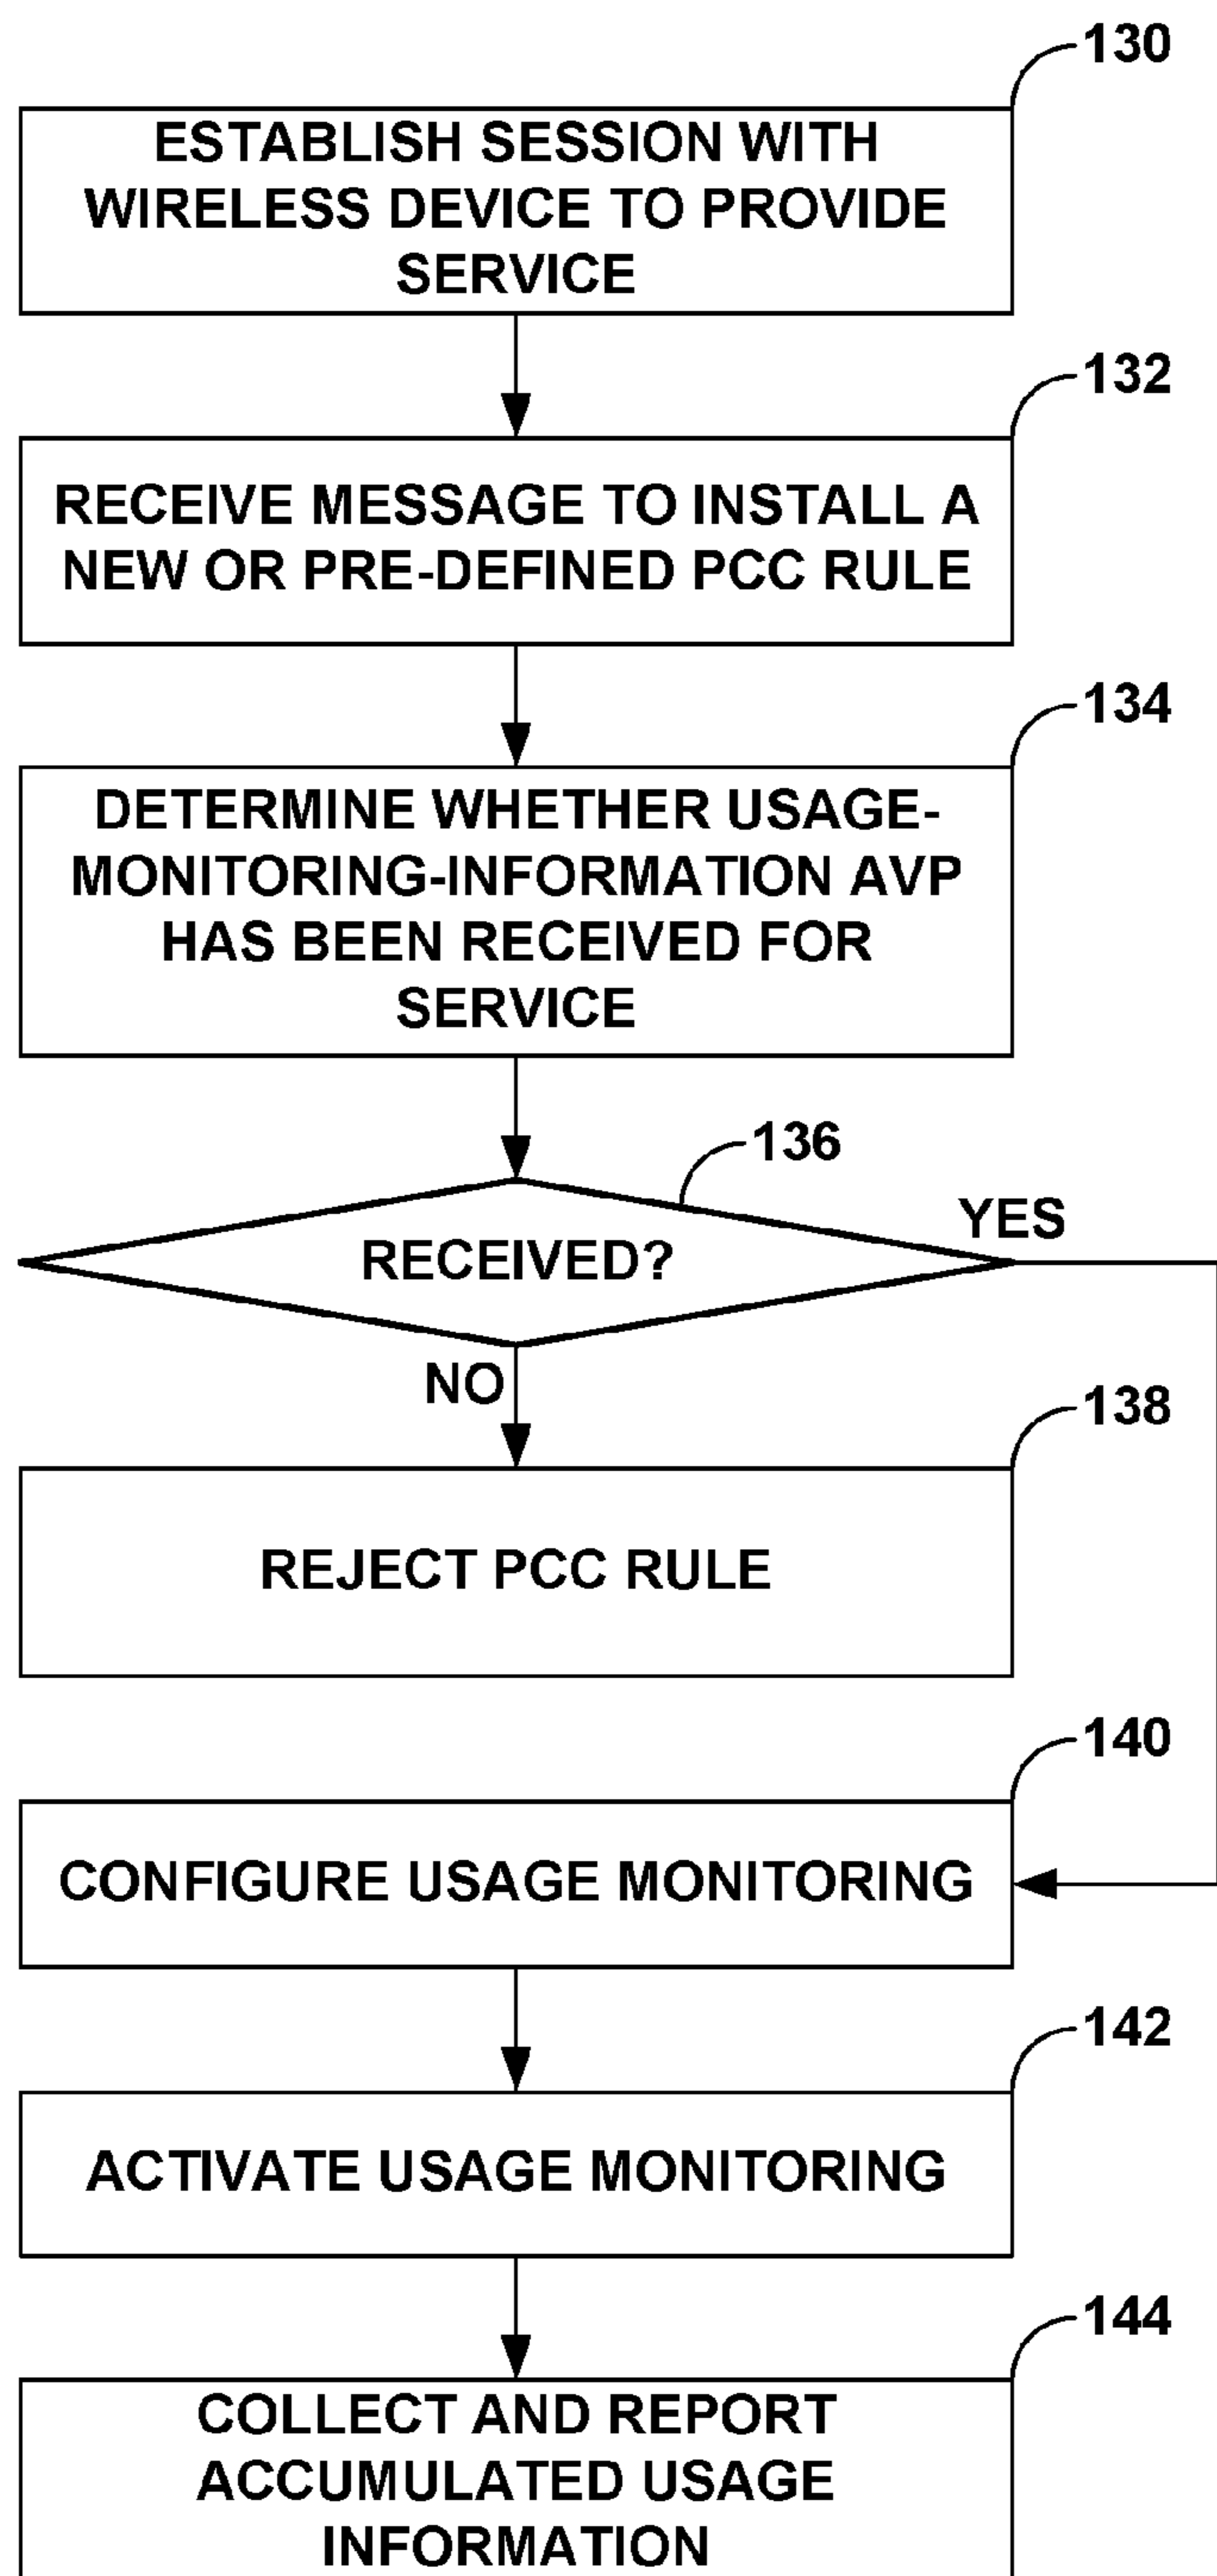 130
ESTABLISH SESSION WITH
WIRELESS DEVICE TO PROVIDE
SERVICE
132
RECEIVE MESSAGE TO INSTALL A
NEW OR PRE-DEFINED PCC RULE
134
DETERMINE WHETHER USAGE-
MONITORING-INFORMATION AVP
HAS BEEN RECEIVED FOR
SERVICE
136
YES
RECEIVED?
NO
138
REJECT PCC RULE
140
CONFIGURE USAGE MONITORING
142
ACTIVATE USAGE MONITORING
144
COLLECT AND REPORT
ACCUMULATED USAGE
INFORMATION